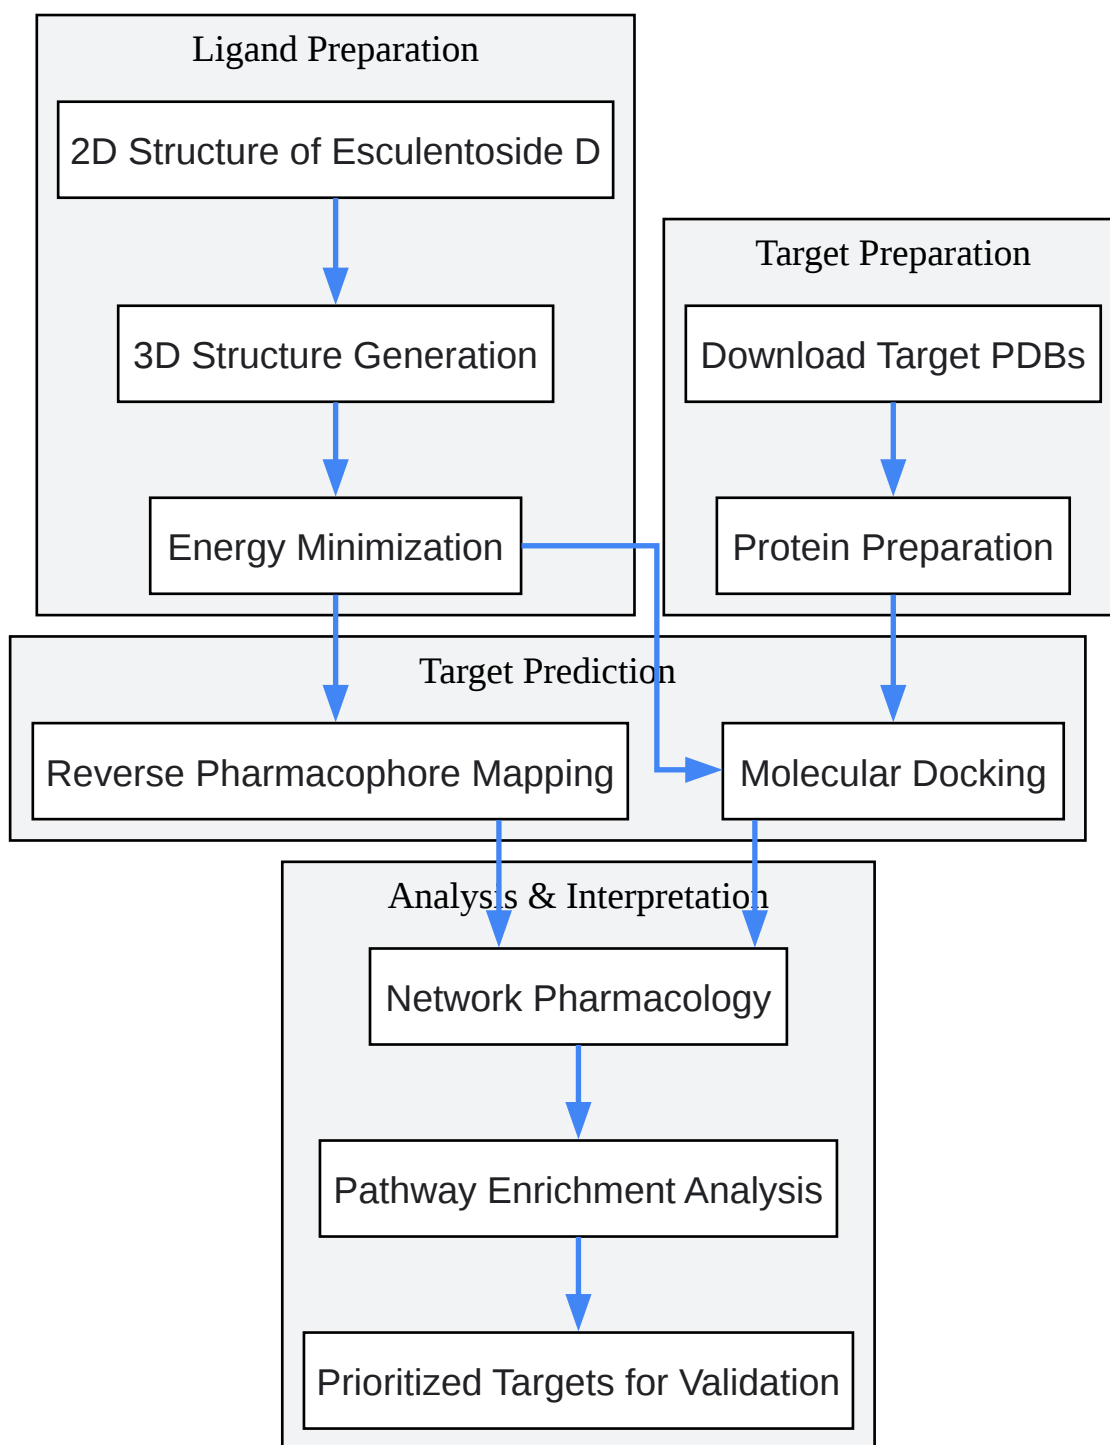 Ligand Preparation
2D Structure of Esculentoside D
3D Structure Generation
Energy Minimization
Target Preparation
Download Target PDBs
Protein Preparation
Target Prediction
Reverse Pharmacophore Mapping
Molecular Docking
Analysis & Interpretation
Network Pharmacology
Pathway Enrichment Analysis
Prioritized Targets for Validation